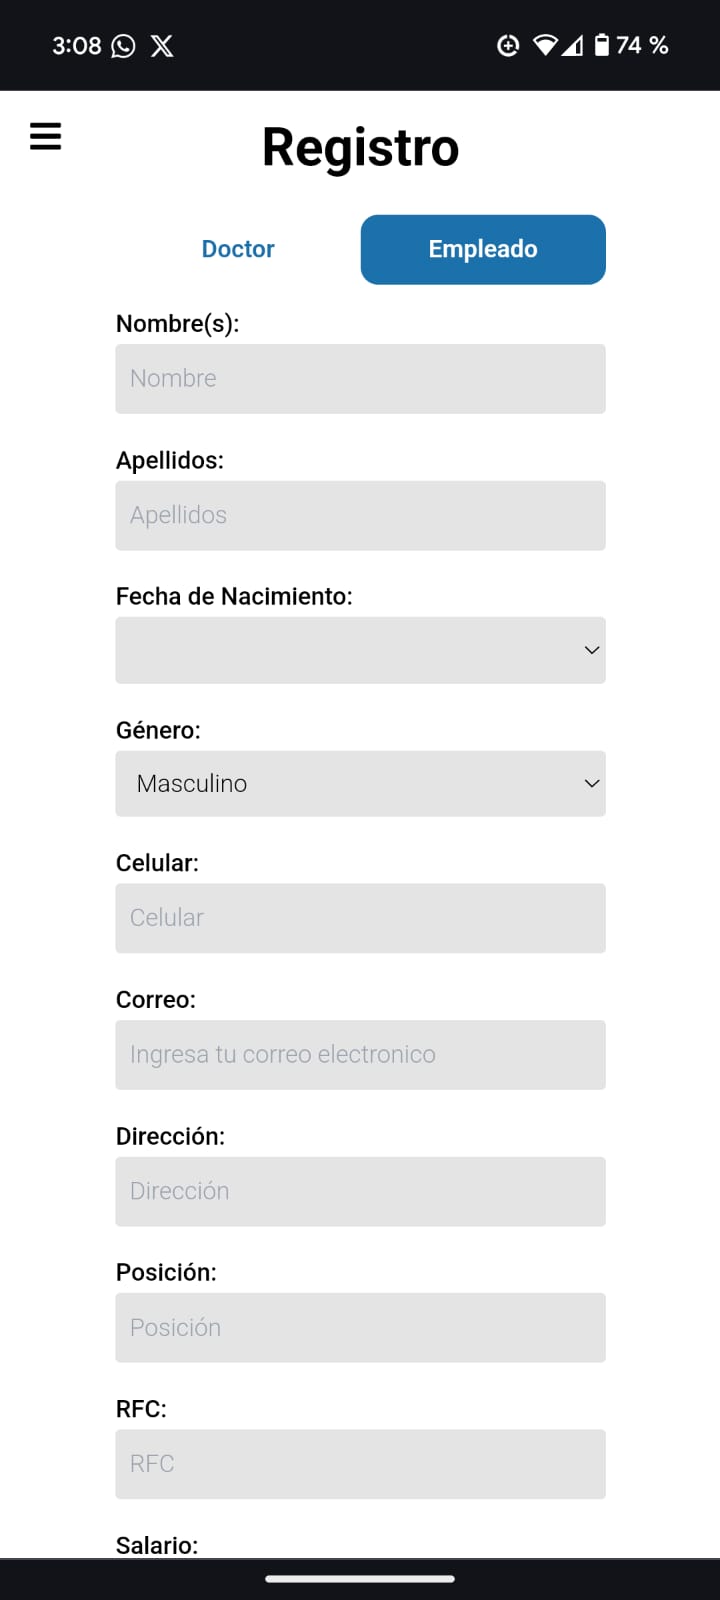 3:08 74 %
Registro
Doctor Empleado
Nombre(s):
Nombre
Apellidos:
Apellidos
Fecha de Nacimiento:
Género:
Masculino
Celular:
Celular
Correo:
Ingresa tu correo electronico
Dirección:
Dirección
Posición:
Posición
RFC:
RFC
Salario: